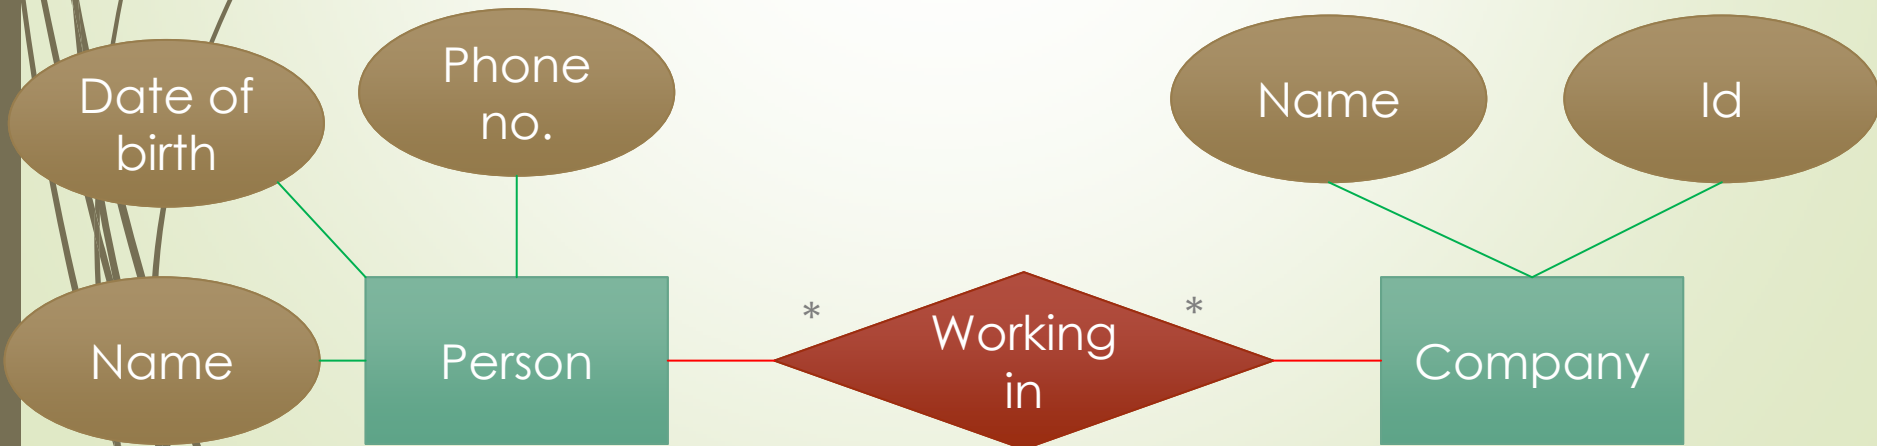 Date of
birth
Phone
no.
Name
Id
Name
Person
*
Working
in
*
Company